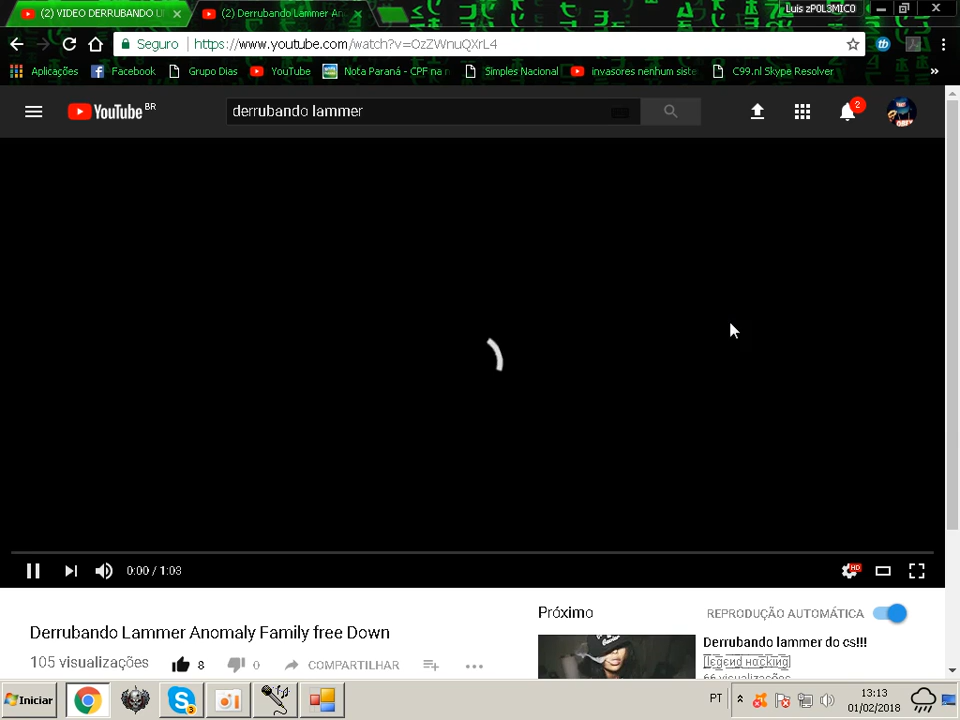 (2) VIDEO DERRUBANDO U
(2) Derrubando Lammer An
Luis zP0L3MIC0
Seguro
https://www.youtube.com/watch?v=OzZWnuQXrL4
Aplicações
Facebook
Grupo Dias
YouTube
Nota Paraná - CPF na n
Simples Nacional
invasores nenhum siste
C99.nl Skype Resolver
»
YouTube BR
derrubando lammer
2
0:00 / 1:03
HD
Derrubando Lammer Anomaly Family free Down
105 visualizações
8
0
COMPARTILHAR
Próximo
REPRODUÇÃO AUTOMÁTICA
Derrubando lammer do cs!!!
66 visualizações
Iniciar
3
PT
13:13
01/02/2018